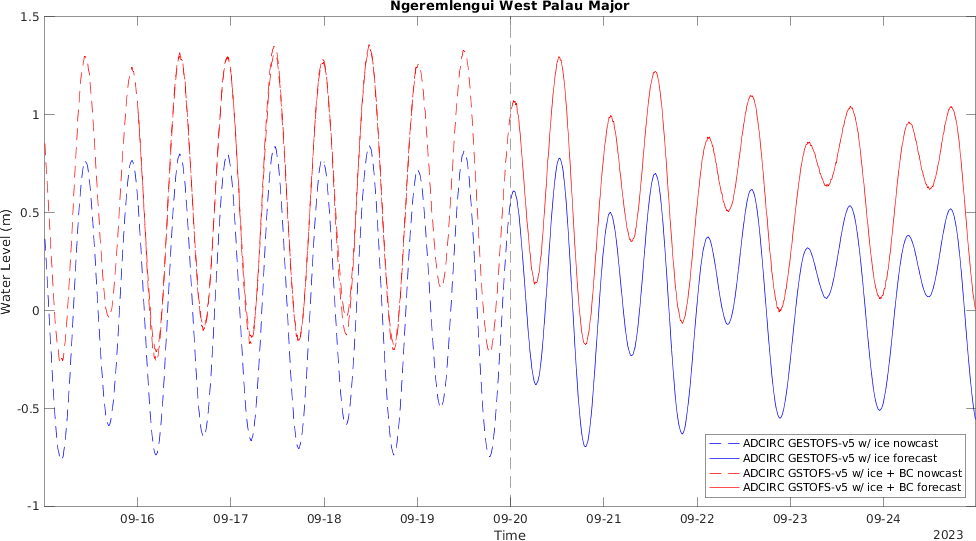 Ngeremlengui West Palau Major
1.5
1
0.5
0
-0.5
-1
Water Level (m)
09-16 09-17 09-18 09-19 09-20 09-21 09-22 09-23 09-24
Time
2023
ADCIRC GESTOFS-v5 w/ ice nowcast
ADCIRC GESTOFS-v5 w/ ice forecast
ADCIRC GSTOFS-v5 w/ ice + BC nowcast
ADCIRC GSTOFS-v5 w/ ice + BC forecast